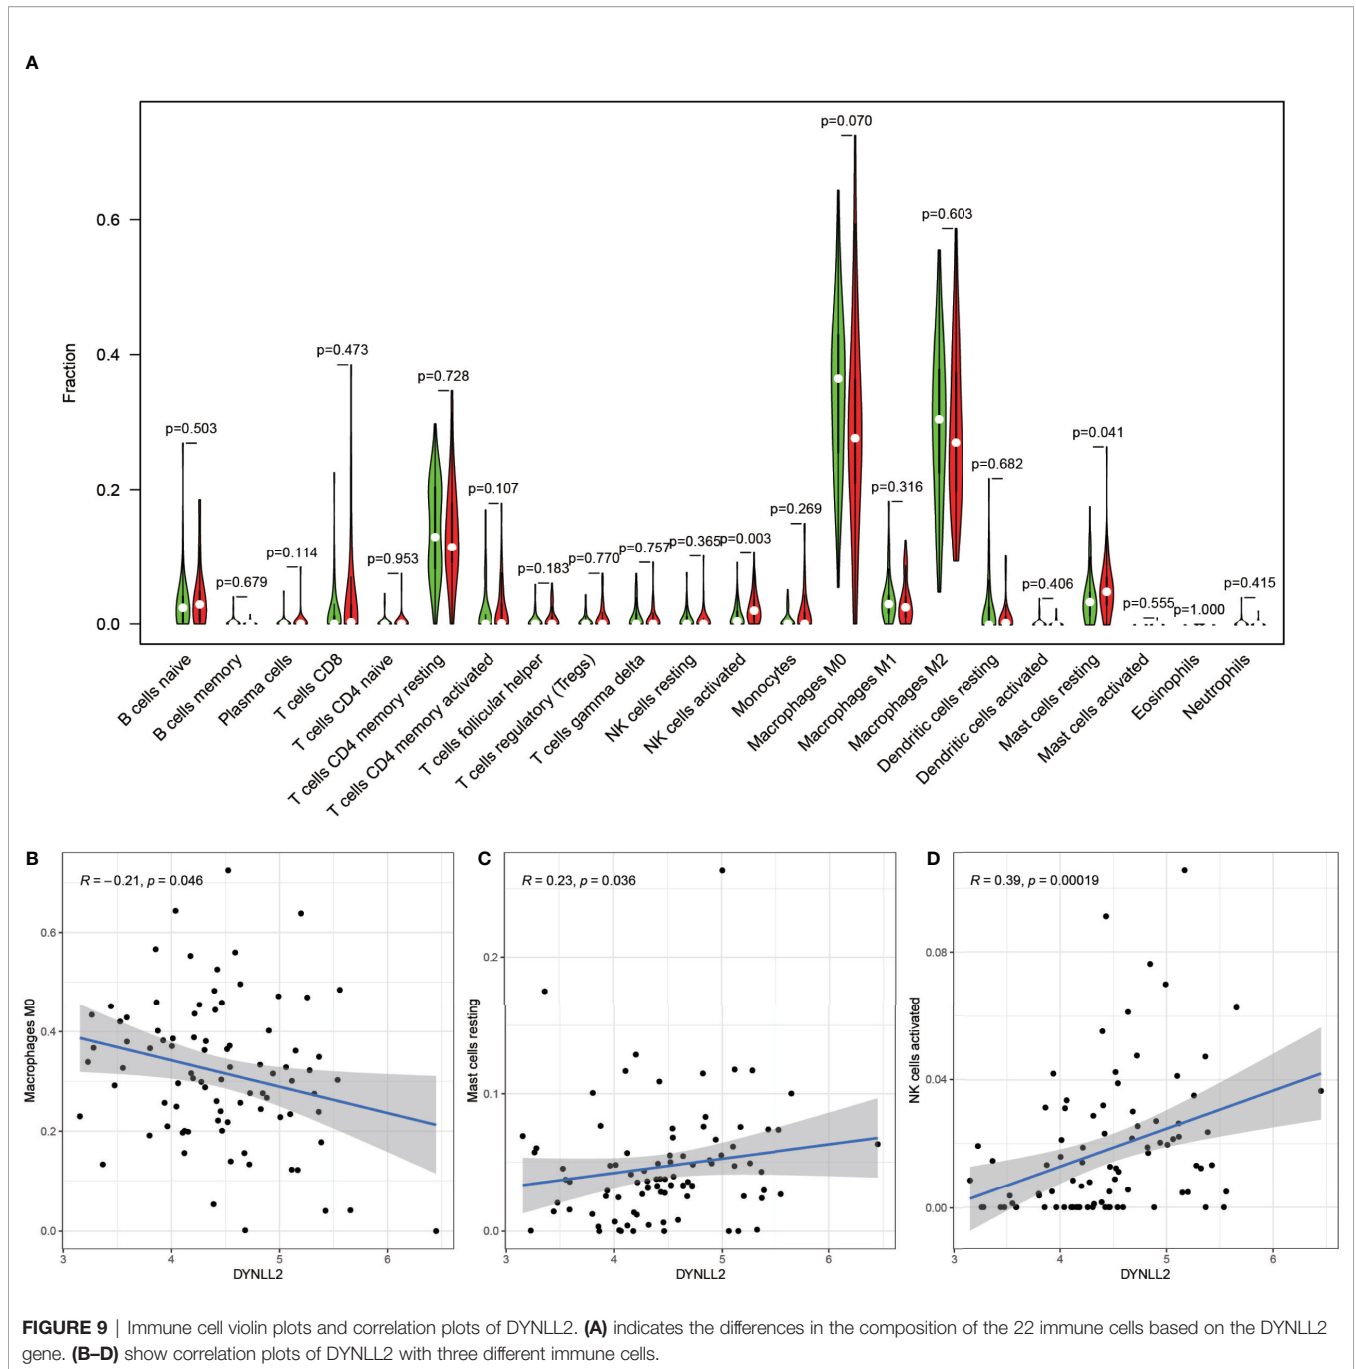 A
p=0.070
p=0.603
0.6
p=0.473
0.4
p=0.728
p=0.503
p=0.041
p=0.682
0.2
p=0.107
p=0.316
p=0.269
p=0.679
p=0.114
p=0.953
p=0.183
p=0.770
p=0.757
p=0.365
p=0.003
p=0.406
p=0.555
p=1.000
p=0.415
0.0
Fraction
B cells naive
B cells memory
Plasma cells
T cells CD8
T cells CD4 naive
T cells CD4 memory resting
T cells CD4 memory activated
T cells follicular helper
T cells regulatory (Tregs)
T cells gamma delta
NK cells resting
NK cells activated
Monocytes
Macrophages M0
Macrophages M1
Macrophages M2
Dendritic cells resting
Dendritic cells activated
Mast cells resting
Mast cells activated
Eosinophils
Neutrophils
B
R = −0.21, p = 0.046
0.6
0.4
0.2
0.0
Macrophages M0
3 4 5 6
DYNLL2
C
R = 0.23, p = 0.036
0.2
0.1
0.0
Mast cells resting
3 4 5 6
DYNLL2
D
R = 0.39, p = 0.00019
0.08
0.04
0.00
NK cells activated
3 4 5 6
DYNLL2
FIGURE 9 | Immune cell violin plots and correlation plots of DYNLL2. (A) indicates the differences in the composition of the 22 immune cells based on the DYNLL2
gene. (B–D) show correlation plots of DYNLL2 with three different immune cells.